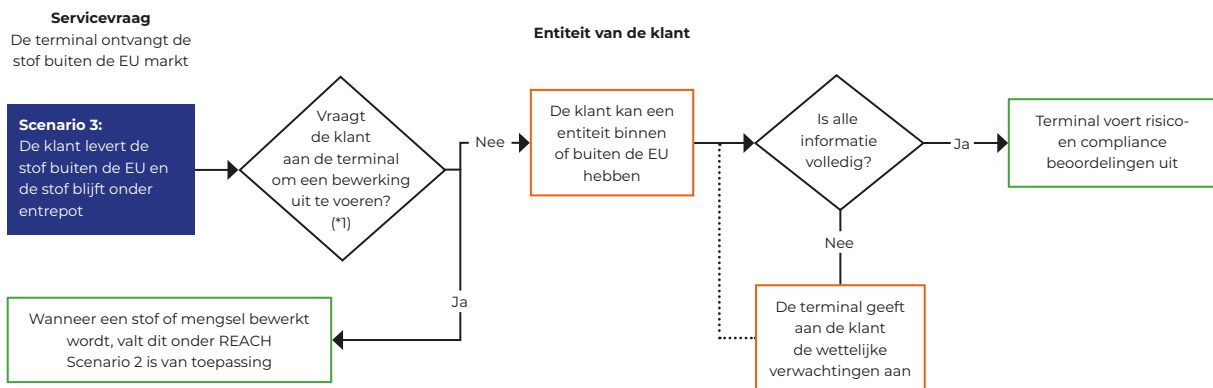 Servicevraag
De terminal ontvangt de
stof buiten de EU markt
Entiteit van de klant
Scenario 3:
De klant levert de
stof buiten de EU en
de stof blijft onder
entrepot
Vraagt
de klant
aan de terminal
om een bewerking
uit te voeren?
(*1)
Nee
De klant kan een
entiteit binnen
of buiten de EU
hebben
Is alle
informatie
volledig?
Ja
Terminal voert risico-
en compliance
beoordelingen uit
Nee
De terminal geeft
aan de klant
de wettelijke
verwachtingen aan
Ja
Wanneer een stof of mengsel bewerkt
wordt, valt dit onder REACH
Scenario 2 is van toepassing